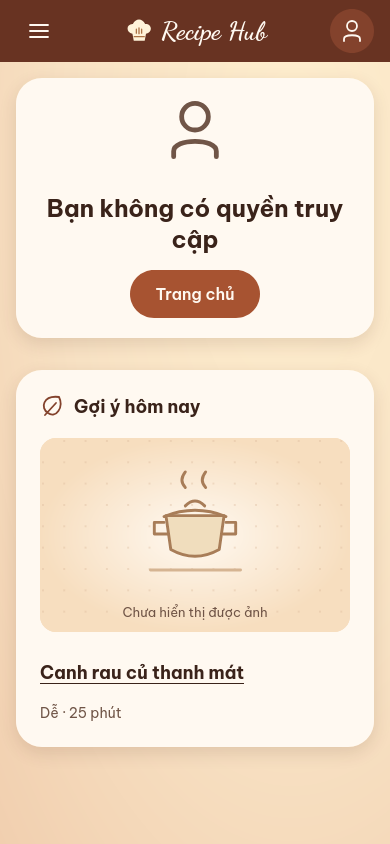 Recipe Hub
Bạn không có quyền truy
cập
Trang chủ
Gợi ý hôm nay
Chưa hiển thị được ảnh
Canh rau củ thanh mát
Dễ · 25 phút